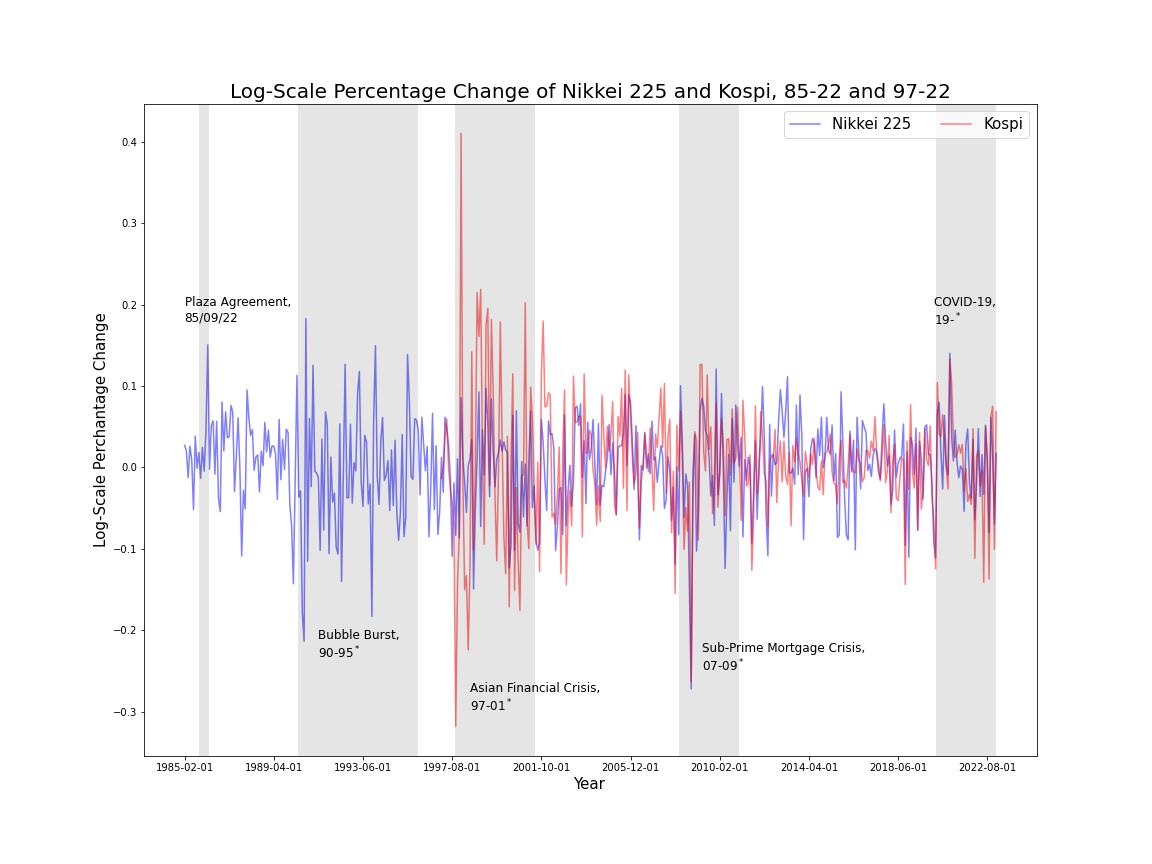 Log-Scale Percentage Change of Nikkei 225 and Kospi, 85-22 and 97-22
Nikkei 225 Kospi
0.4
0.3
0.2
0.1
0.0
−0.1
−0.2
−0.3
Log-Scale Perchantage Change
Plaza Agreement,
85/09/22
COVID-19,
19-*
Bubble Burst,
90-95*
Sub-Prime Mortgage Crisis,
07-09*
Asian Financial Crisis,
97-01*
1985-02-01 1989-04-01 1993-06-01 1997-08-01 2001-10-01 2005-12-01 2010-02-01 2014-04-01 2018-06-01 2022-08-01
Year